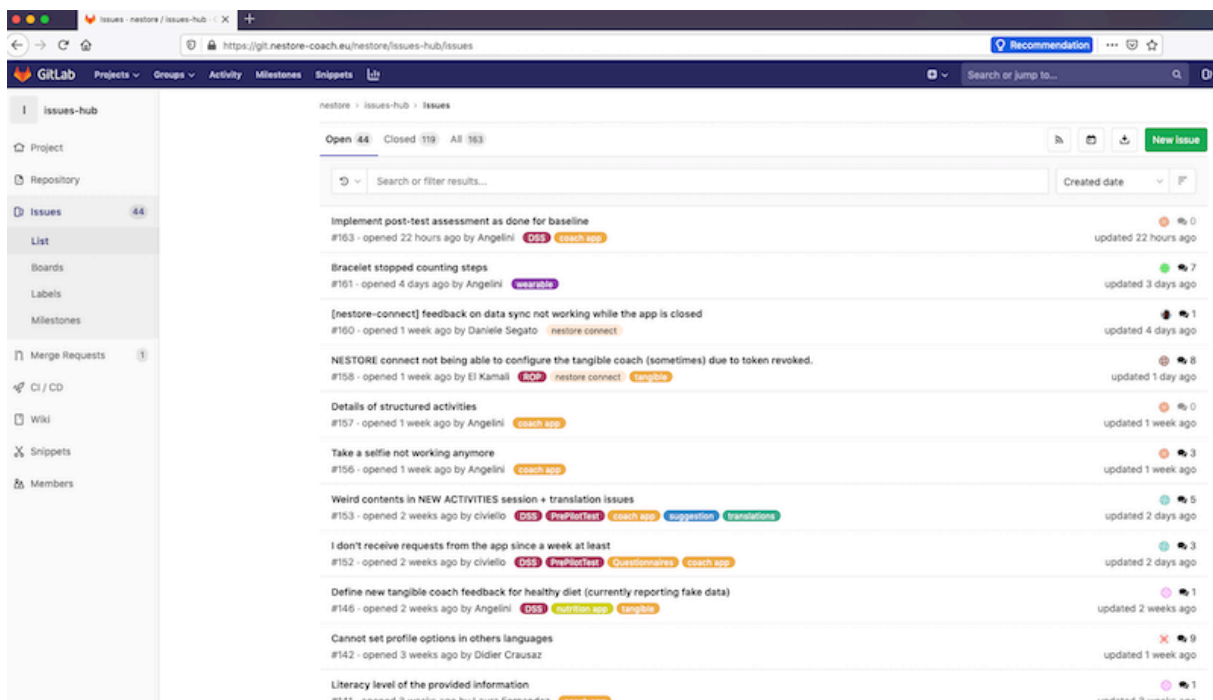 Issues · nestore / issues-hub · G
https://git.nestore-coach.eu/nestore/issues-hub/issues
Recommendation
GitLab Projects Groups Activity Milestones Snippets Search or jump to...
I issues-hub
Project
Repository
Issues 44
List
Boards
Labels
Milestones
Merge Requests 1
CI / CD
Wiki
Snippets
Members
nestore > issues-hub > Issues
Open 44 Closed 119 All 163
New issue
Search or filter results...
Created date
Implement post-test assessment as done for baseline
0
#163 · opened 22 hours ago by Angelini DSS coach app
updated 22 hours ago
Bracelet stopped counting steps
7
#161 · opened 4 days ago by Angelini wearable
updated 3 days ago
[nestore-connect] feedback on data sync not working while the app is closed
1
#160 · opened 1 week ago by Daniele Segato nestore connect
updated 4 days ago
NESTORE connect not being able to configure the tangible coach (sometimes) due to token revoked.
8
#158 · opened 1 week ago by El Kamali ROP nestore connect tangible
updated 1 day ago
Details of structured activities
0
#157 · opened 1 week ago by Angelini coach app
updated 1 week ago
Take a selfie not working anymore
3
#156 · opened 1 week ago by Angelini coach app
updated 1 week ago
Weird contents in NEW ACTIVITIES session + translation issues
5
#153 · opened 2 weeks ago by civiello DSS PrePilotTest coach app suggestion translations
updated 2 days ago
I don't receive requests from the app since a week at least
3
#152 · opened 2 weeks ago by civiello DSS PrePilotTest Questionnaires coach app
updated 2 days ago
Define new tangible coach feedback for healthy diet (currently reporting fake data)
1
#146 · opened 2 weeks ago by Angelini DSS nutrition app tangible
updated 2 weeks ago
Cannot set profile options in others languages
9
#142 · opened 3 weeks ago by Didier Crausaz
updated 1 week ago
Literacy level of the provided information
1